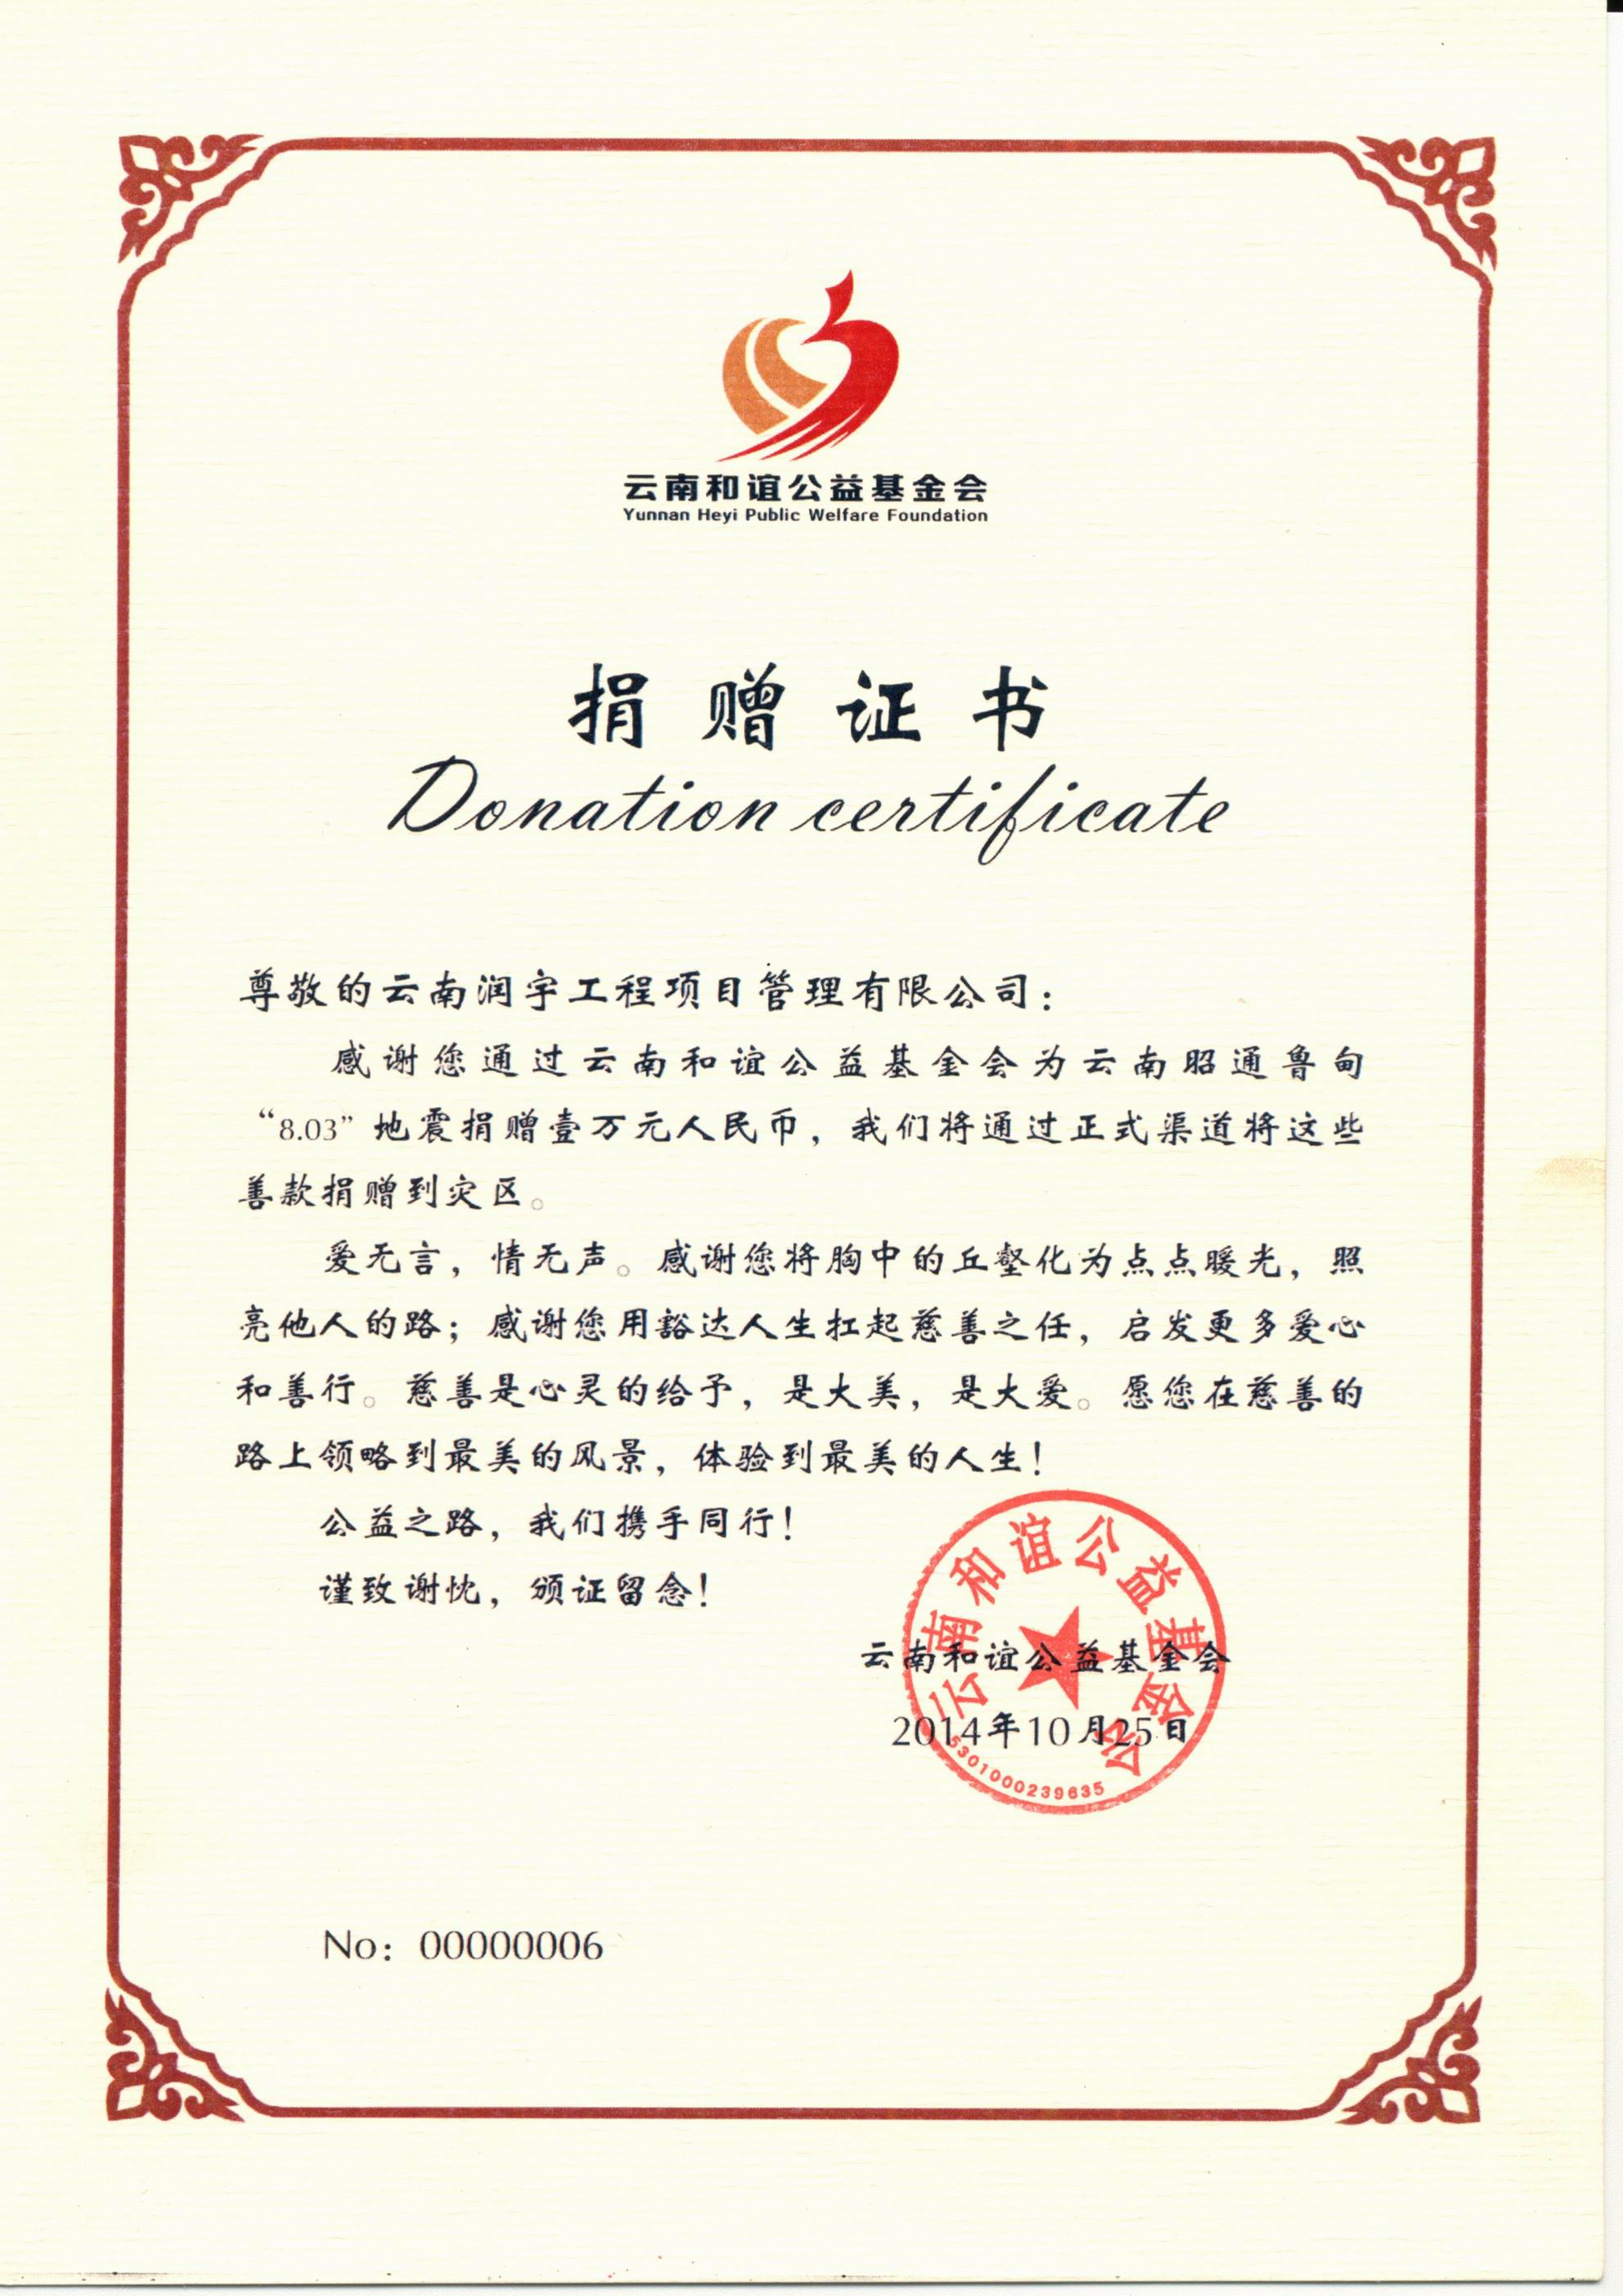 云南和谊公益基金会
Yunnan Heyi Public Welfare Foundation
捐赠证书
Donation certificate
尊敬的云南润宇工程项目管理有限公司：
感谢您通过云南和谊公益基金会为云南昭通鲁甸
“8.03”地震捐赠壹万元人民币，我们将通过正式渠道将这些
善款捐赠到灾区。
爱无言，情无声。感谢您将胸中的丘壑化为点点暖光，照
亮他人的路；感谢您用豁达人生扛起慈善之任，启发更多爱心
和善行。慈善是心灵的给予，是大美，是大爱。愿您在慈善的
路上领略到最美的风景，体验到最美的人生！
公益之路，我们携手同行！
谨致谢忱，颁证留念！
云南和谊公益基金会
2014年10月25日
云南和谊公益基金会
5301000239635
No：00000006